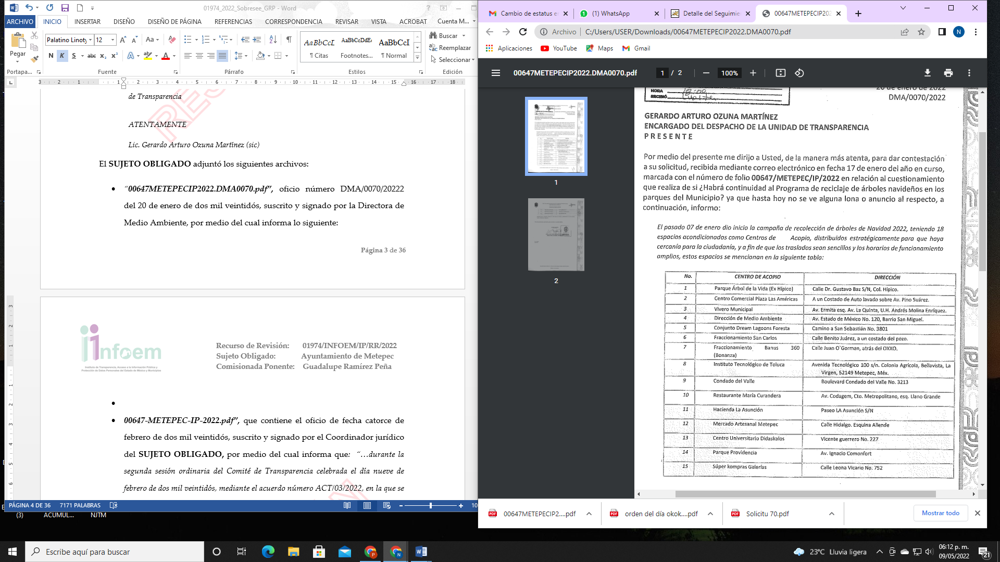 01974_2022_Sobresee_GRP - Word
ARCHIVO INICIO INSERTAR DISEÑO DISEÑO DE PÁGINA REFERENCIAS CORRESPONDENCIA REVISAR VISTA ACROBAT Cuenta M...
Palatino Linoty 12
Pegar
N K S abc x₂ x²
AaBbCcL AaBbCcDdEe AaBbCcI
¶ Citas Footnotes... ¶ Normal
Buscar
Reemplazar
Seleccionar
Portapa... Fuente Párrafo Estilos Edición
3 2 1 1 2 3 4 5 6 7 8 9 10 11 12 13 14 15 16 17 18
de Transparencia
ATENTAMENTE
Lic. Gerardo Arturo Ozuna Martínez (sic)
El SUJETO OBLIGADO adjuntó los siguientes archivos:
• “00647METEPECIP2022.DMA0070.pdf”, oficio número DMA/0070/20222
del 20 de enero de dos mil veintidós, suscrito y signado por la Directora de
Medio Ambiente, por medio del cual informa lo siguiente:
Página 3 de 36
infoem
Instituto de Transparencia, Acceso a la Información Pública y
Protección de Datos Personales del Estado de México y Municipios
Recurso de Revisión: 01974/INFOEM/IP/RR/2022
Sujeto Obligado: Ayuntamiento de Metepec
Comisionada Ponente: Guadalupe Ramírez Peña
•
• 00647-METEPEC-IP-2022.pdf”, que contiene el oficio de fecha catorce de
febrero de dos mil veintidós, suscrito y signado por el Coordinador jurídico
del SUJETO OBLIGADO, por medio del cual informa que: “…durante la
segunda sesión ordinaria del Comité de Transparencia celebrada el día nueve de
febrero de dos mil veintidós, mediante el acuerdo número ACT/03/2022, en la que se
PÁGINA 4 DE 36 7171 PALABRAS
(3) ACUMUL... NJTM
Cambio de estatus e
(1) WhatsApp
Detalle del Seguimie
00647METEPECIP202
Archivo C:/Users/USER/Downloads/00647METEPECIP2022.DMA0070.pdf
N
Aplicaciones YouTube Maps Gmail
00647METEPECIP2022.DMA0070.pdf 1 / 2 100%
1
2
HORA
RECIBIÓ
20 de enero de 2022
DMA/0070/2022
GERARDO ARTURO OZUNA MARTÍNEZ
ENCARGADO DEL DESPACHO DE LA UNIDAD DE TRANSPARENCIA
P R E S E N T E
Por medio del presente me dirijo a Usted, de la manera más atenta, para dar contestación
a su solicitud, recibida mediante correo electrónico en fecha 17 de enero del año en curso,
marcada con el número de folio 00647/METEPEC/IP/2022 en relación al cuestionamiento
que realiza de si ¿Habrá continuidad al Programa de reciclaje de árboles navideños en los
parques del Municipio? ya que hasta hoy no se ve alguna lona o anuncio al respecto, a
continuación, informo:
El pasado 07 de enero dio inicio la campaña de recolección de árboles de Navidad 2022, teniendo 18
espacios acondicionados como Centros de Acopio, distribuidos estratégicamente para que haya
cercanía para la ciudadanía, y a fin de que los traslados sean sencillos y los horarios de funcionamiento
amplios, estos espacios se mencionan en la siguiente tabla:
No. CENTRO DE ACOPIO DIRECCIÓN
1 Parque Árbol de la Vida (Ex Hípico) Calle Dr. Gustavo Baz S/N, Col. Hípico.
2 Centro Comercial Plaza Las Américas A un Costado de Auto lavado sobre Av. Pino Suárez.
3 Vivero Municipal Av. Ermita esq. Av. La Quinta, U.H. Andrés Molina Enríquez.
4 Dirección de Medio Ambiente Av. Estado de México No. 120, Barrio San Miguel.
5 Conjunto Dream Lagoons Foresta Camino a San Sebastián No. 3801
6 Fraccionamiento San Carlos Calle Benito Juárez, a un costado del pozo.
7 Fraccionamiento Banus 360 Calle Juan O´Gorman, atrás del OXXO.
(Bonanza)
8 Instituto Tecnológico de Toluca Avenida Tecnológico 100 s/n. Colonia Agrícola, Bellavista, La
Virgen, 52149 Metepec, Méx.
9 Condado del Valle Boulevard Condado del Valle No. 3213
10 Restaurante María Curandera Av. Codagem, Cto. Metropolitano, esq. Llano Grande
11 Hacienda La Asunción Paseo LA Asunción S/N
12 Mercado Artesanal Metepec Calle Hidalgo. Esquina Allende
13 Centro Universitario Didaskalos Vicente guerrero No. 227
14 Parque Providencia Av. Ignacio Comonfort
15 Súper kompras Galerías Calle Leona Vicario No. 752
00647METEPECIP2....pdf orden del día okok....pdf Solicitu 70.pdf Mostrar todo
Escribe aquí para buscar
23°C Lluvia ligera
06:12 p. m.
09/05/2022
21